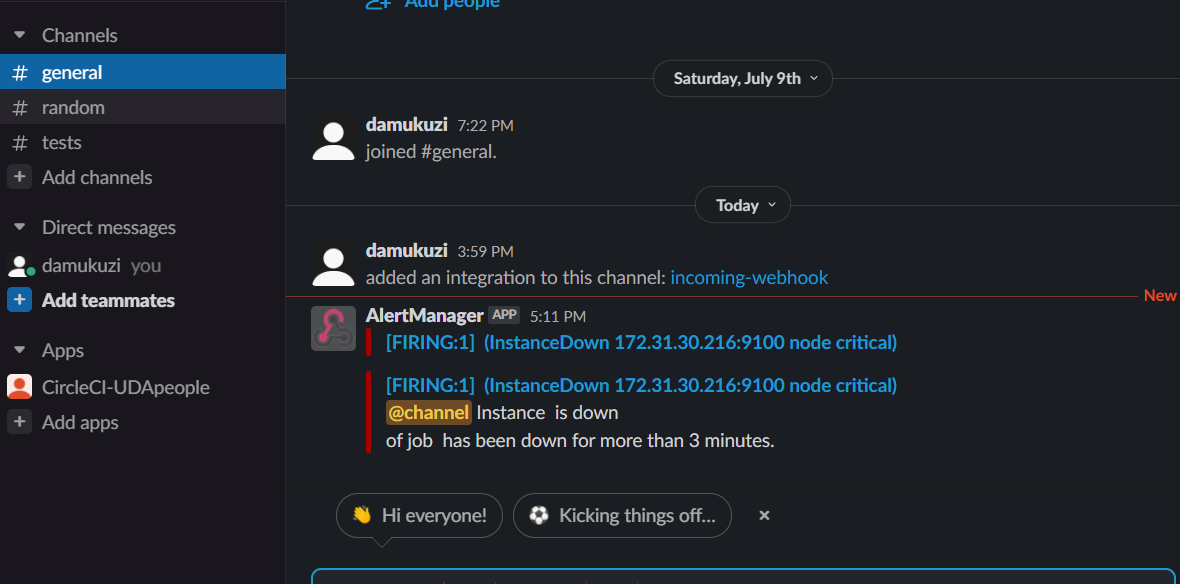 Add people
Channels
# general
# random
# tests
+ Add channels
Direct messages
damukuzi you
+ Add teammates
Apps
CircleCI-UDApeople
+ Add apps
Saturday, July 9th
damukuzi 7:22 PM
joined #general.
Today
damukuzi 3:59 PM
added an integration to this channel: incoming-webhook
New
AlertManager APP 5:11 PM
[FIRING:1]  (InstanceDown 172.31.30.216:9100 node critical)
[FIRING:1]  (InstanceDown 172.31.30.216:9100 node critical)
@channel Instance  is down
of job  has been down for more than 3 minutes.
👋 Hi everyone!
⚽ Kicking things off...
×